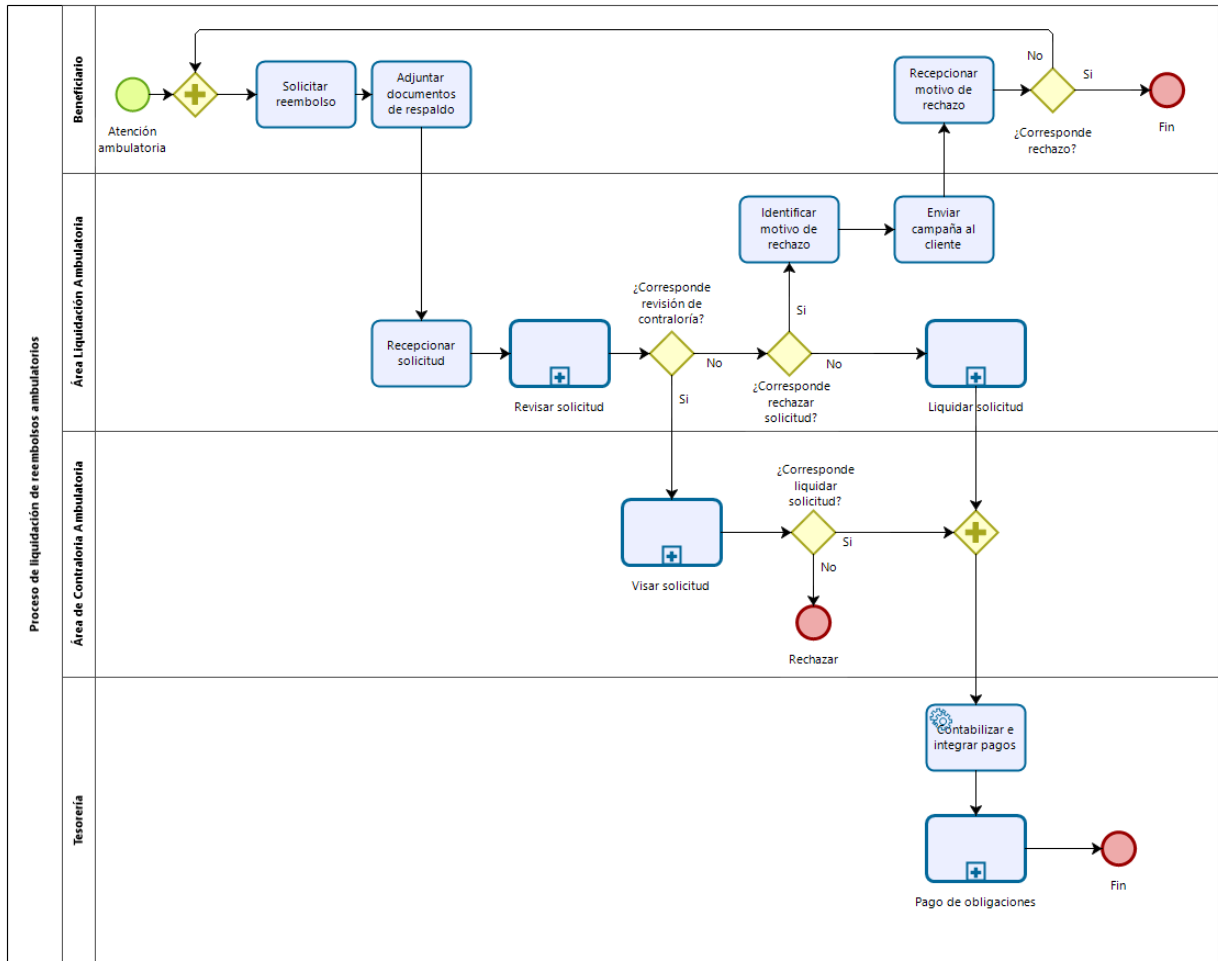 Proceso de liquidación de reembolsos ambulatorios
Beneficiario
Atención
ambulatoria
Solicitar
reembolso
Adjuntar
documentos
de respaldo
Recepcionar
motivo de
rechazo
No
Si
¿Corresponde
rechazo?
Fin
Área Liquidación Ambulatoria
Recepcionar
solicitud
Revisar solicitud
¿Corresponde
revisión de
contraloría?
No
Si
Identificar
motivo de
rechazo
Enviar
campaña al
cliente
Si
No
¿Corresponde
rechazar
solicitud?
Liquidar solicitud
Área de Contraloria Ambulatoria
Visar solicitud
¿Corresponde
liquidar
solicitud?
Si
No
Rechazar
Tesorería
Contabilizar e
integrar pagos
Pago de obligaciones
Fin